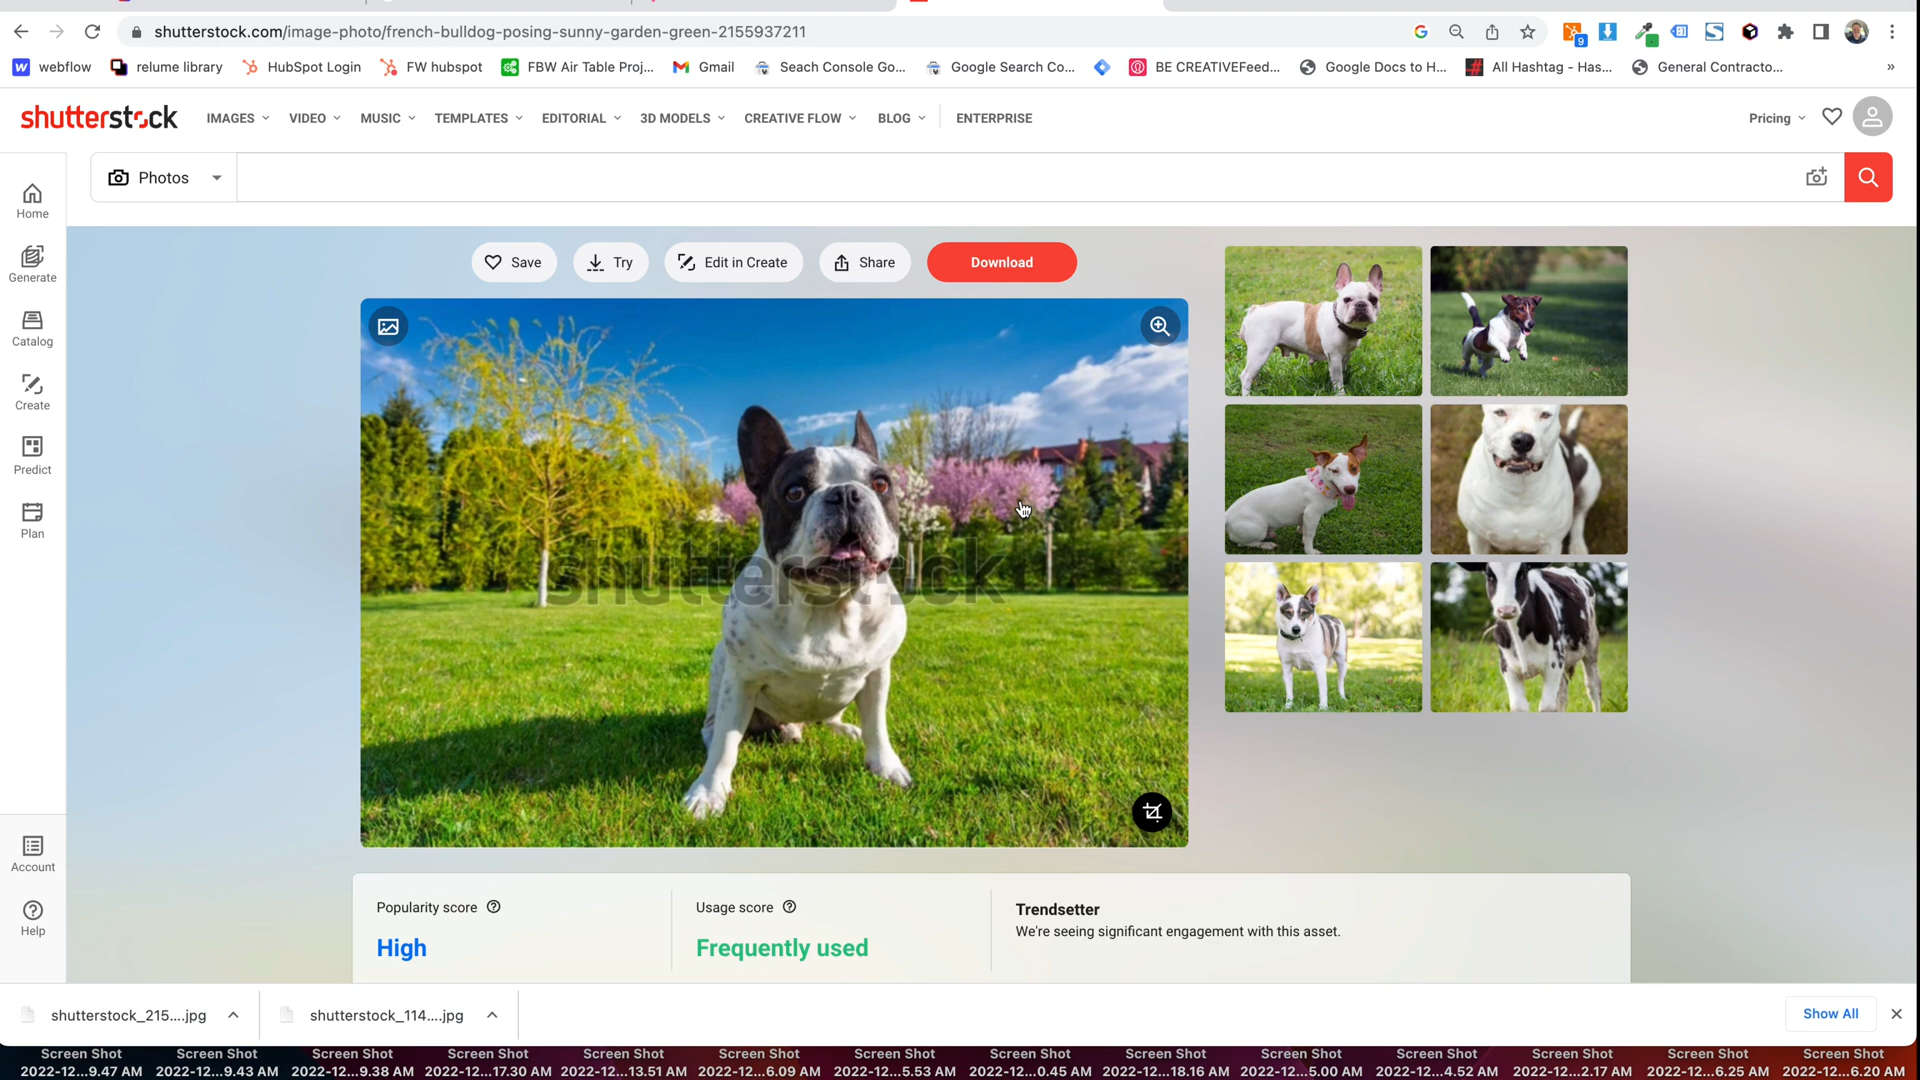 shutterstock.com/image-photo/french-bulldog-posing-sunny-garden-green-2155937211
9
webflow
relume library
HubSpot Login
FW hubspot
FBW Air Table Proj...
Gmail
Seach Console Go...
Google Search Co...
BE CREATIVEFeed...
Google Docs to H...
All Hashtag - Has...
General Contracto...
»
shutterstock
IMAGES
VIDEO
MUSIC
TEMPLATES
EDITORIAL
3D MODELS
CREATIVE FLOW
BLOG
ENTERPRISE
Pricing
Photos
Home
Generate
Catalog
Create
Predict
Plan
Account
Help
Save
Try
Edit in Create
Share
Download
shutterstock
Popularity score
High
Usage score
Frequently used
Trendsetter
We're seeing significant engagement with this asset.
shutterstock_215....jpg
shutterstock_114....jpg
Show All
Screen Shot Screen Shot Screen Shot Screen Shot Screen Shot Screen Shot Screen Shot Screen Shot Screen Shot Screen Shot Screen Shot Screen Shot Screen Shot Screen Shot
2022-12...9.47 AM 2022-12...9.43 AM 2022-12...9.38 AM 2022-12...17.30 AM 2022-12...13.51 AM 2022-12...6.09 AM 2022-12...5.53 AM 2022-12...0.45 AM 2022-12...18.16 AM 2022-12...5.00 AM 2022-12...4.52 AM 2022-12...2.17 AM 2022-12...6.25 AM 2022-12...6.20 AM